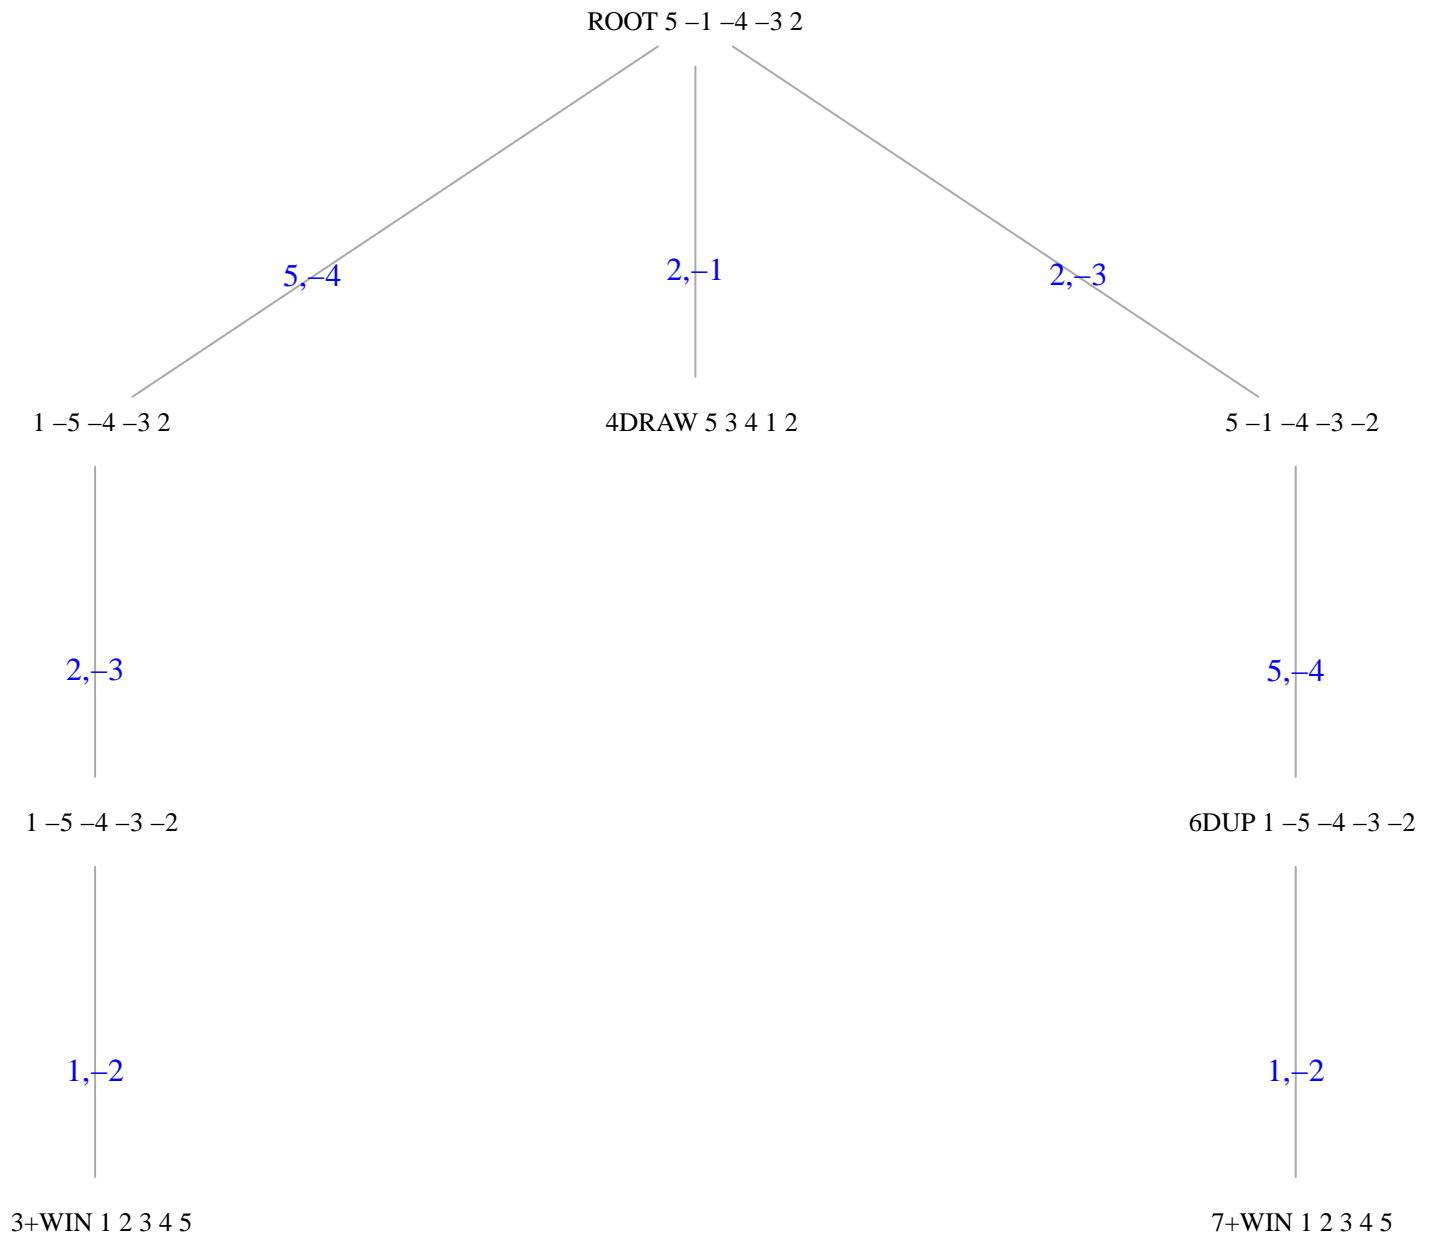 ROOT 5 –1 –4 –3 2
5,–4
2,–1
2,–3
1 –5 –4 –3 2
4DRAW 5 3 4 1 2
5 –1 –4 –3 –2
2,–3
5,–4
1 –5 –4 –3 –2
6DUP 1 –5 –4 –3 –2
1,–2
1,–2
3+WIN 1 2 3 4 5
7+WIN 1 2 3 4 5